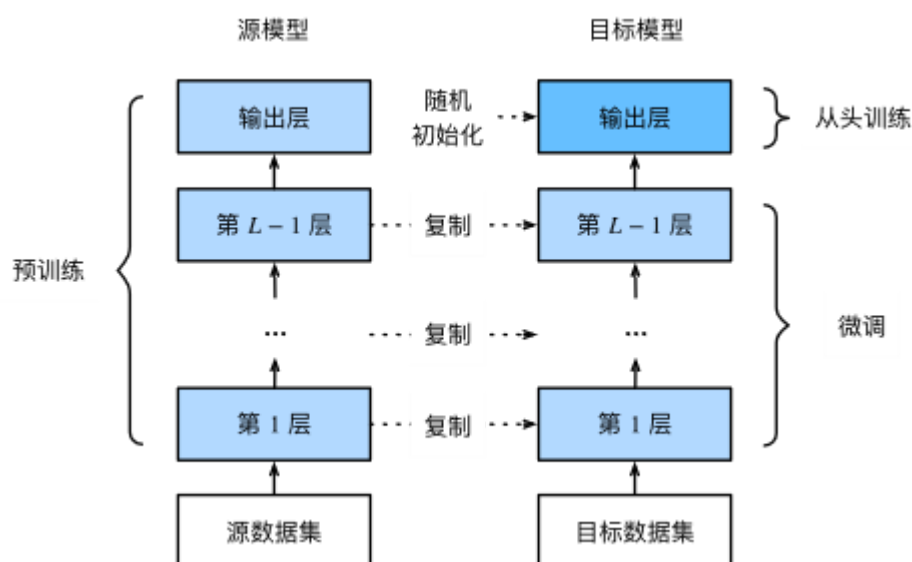 源模型
目标模型
输出层
随机
初始化
输出层
从头训练
第 L − 1 层
复制
第 L − 1 层
预训练
...
复制
...
微调
第 1 层
复制
第 1 层
源数据集
目标数据集